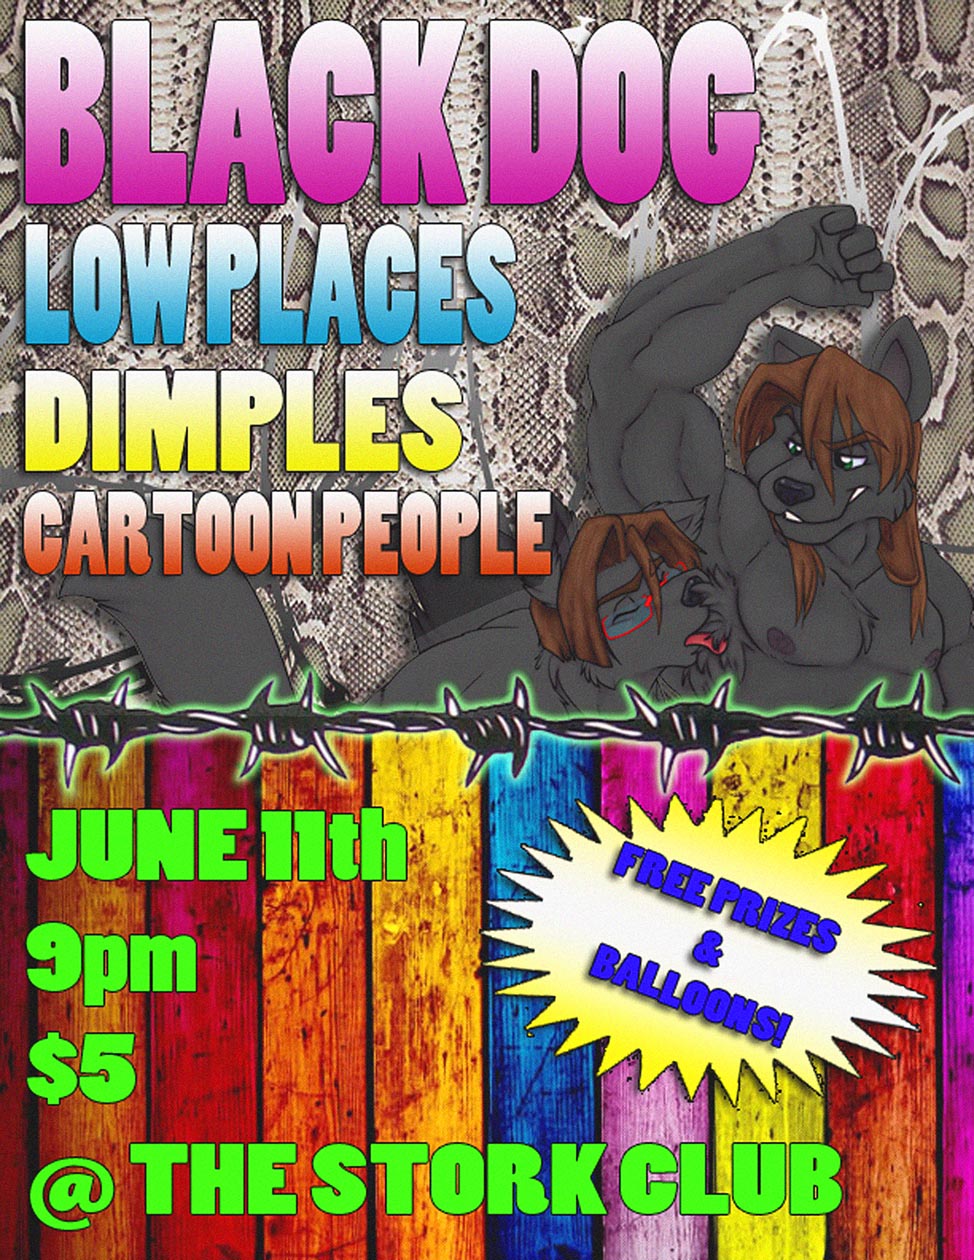 BLACK DOG
LOW PLACES
DIMPLES
CARTOON PEOPLE
JUNE 11th
9pm
$5
@ THE STORK CLUB
FREE PRIZES
&
BALLOONS!